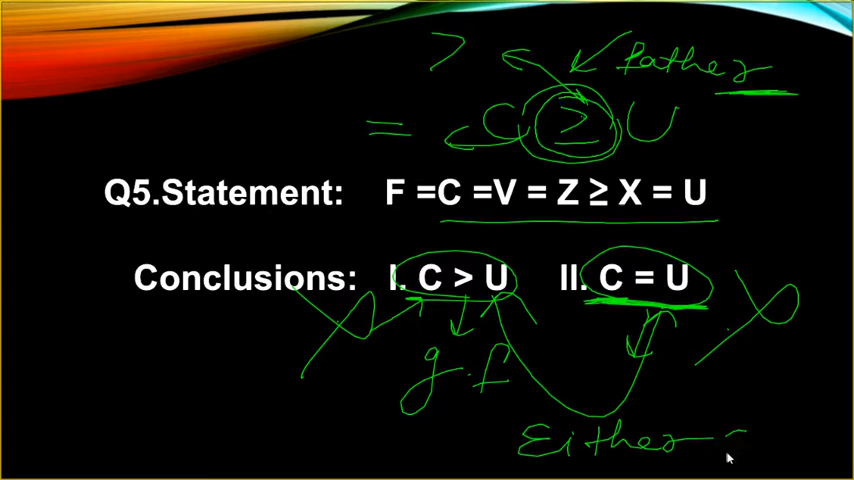 > father
= C ≥ U
Q5.Statement: F =C =V = Z ≥ X = U
Conclusions: I. C > U II. C = U
g.f
Either -